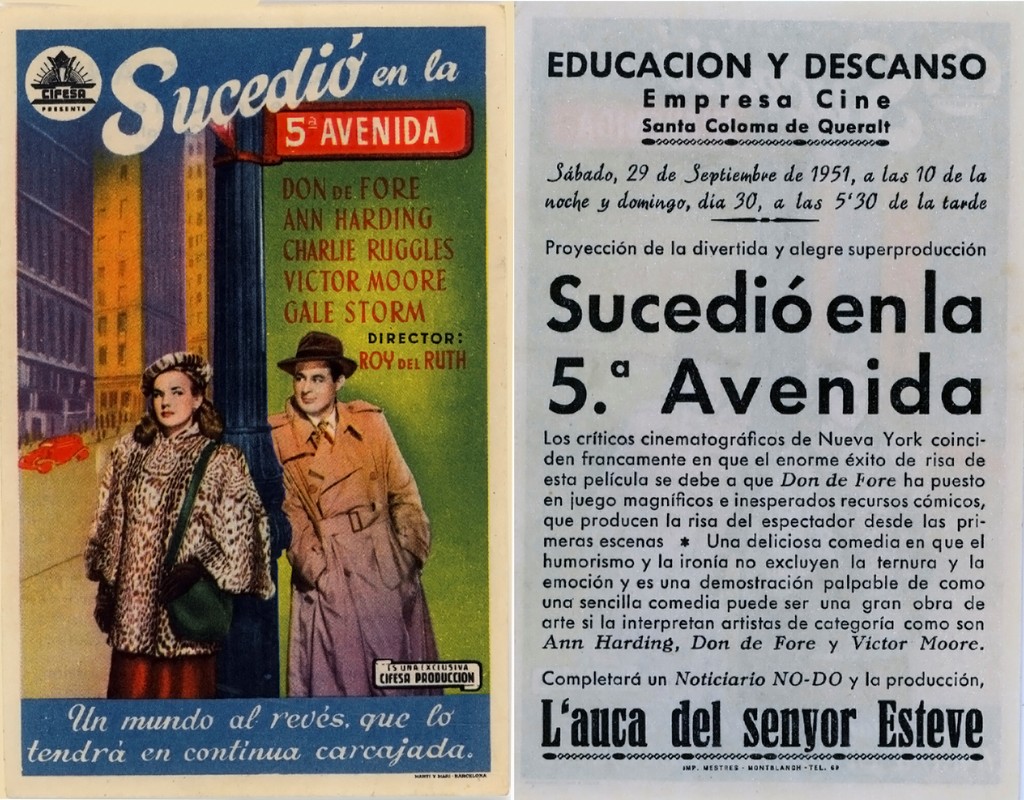 CIFESA
PRESENTA
Sucedió en la
5ª AVENIDA
DON DE FORE
ANN HARDING
CHARLIE RUGGLES
VICTOR MOORE
GALE STORM
DIRECTOR:
ROY DEL RUTH
ES UNA EXCLUSIVA
CIFESA PRODUCCION
Un mundo al revés, que lo
tendrá en continua carcajada.
EDUCACION Y DESCANSO
Empresa Cine
Santa Coloma de Queralt
Sábado, 29 de Septiembre de 1951, a las 10 de la
noche y domingo, dia 30, a las 5'30 de la tarde
Proyección de la divertida y alegre superproducción
Sucedió en la
5.ª Avenida
Los críticos cinematográficos de Nueva York coinci-
den francamente en que el enorme éxito de risa de
esta película se debe a que Don de Fore ha puesto
en juego magníficos e inesperados recursos cómicos,
que producen la risa del espectador desde las pri-
meras escenas * Una deliciosa comedia en que el
humorismo y la ironía no excluyen la ternura y la
emoción y es una demostración palpable de como
una sencilla comedia puede ser una gran obra de
arte si la interpretan artistas de categoría como son
Ann Harding, Don de Fore y Victor Moore.
Completará un Noticiario NO-DO y la producción,
L'auca del senyor Esteve
IMP. MESTRES - MONTBLANCH - TEL. 69